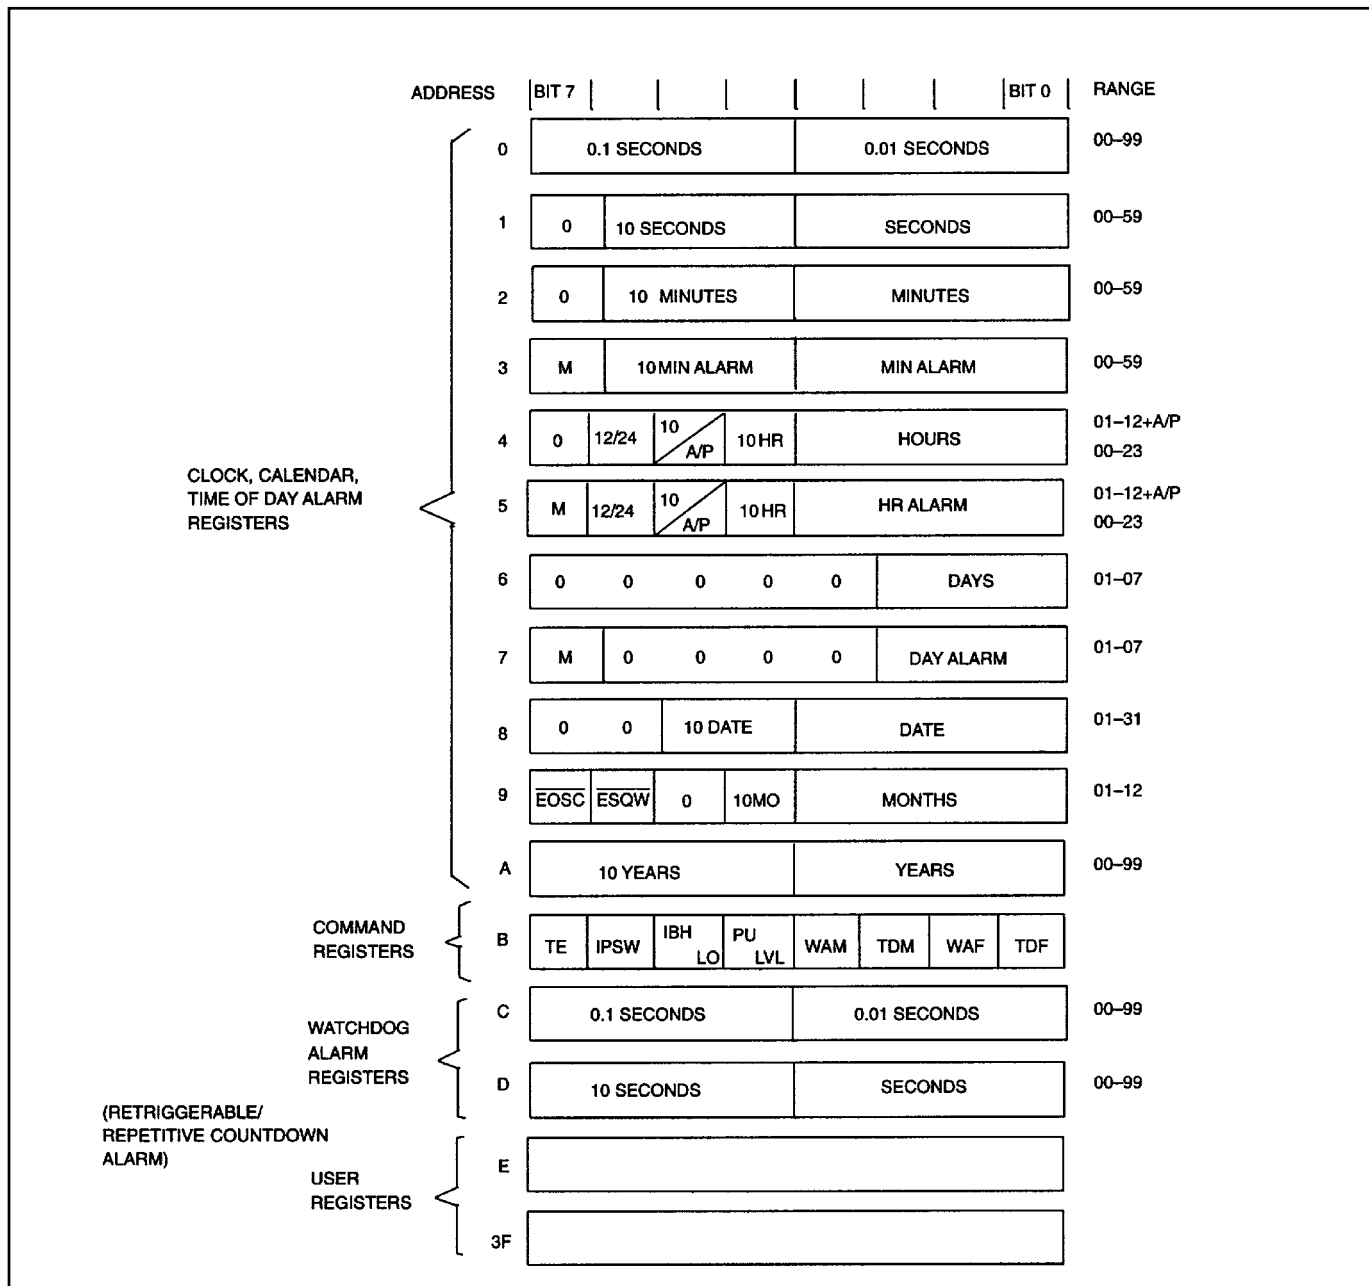 ADDRESS BIT 7 BIT 0 RANGE
0 0.1 SECONDS 0.01 SECONDS 00–99
1 0 10 SECONDS SECONDS 00–59
2 0 10 MINUTES MINUTES 00–59
3 M 10 MIN ALARM MIN ALARM 00–59
4 0 12/24 10 A/P 10 HR HOURS 01–12+A/P
00–23
CLOCK, CALENDAR,
TIME OF DAY ALARM
REGISTERS
5 M 12/24 10 A/P 10 HR HR ALARM 01–12+A/P
00–23
6 0 0 0 0 0 DAYS 01–07
7 M 0 0 0 0 DAY ALARM 01–07
8 0 0 10 DATE DATE 01–31
9 EOSC ESQW 0 10MO MONTHS 01–12
A 10 YEARS YEARS 00–99
COMMAND
REGISTERS
B TE IPSW IBH LO PU LVL WAM TDM WAF TDF
C 0.1 SECONDS 0.01 SECONDS 00–99
WATCHDOG
ALARM
REGISTERS
D 10 SECONDS SECONDS 00–99
(RETRIGGERABLE/
REPETITIVE COUNTDOWN
ALARM)
E
USER
REGISTERS
3F